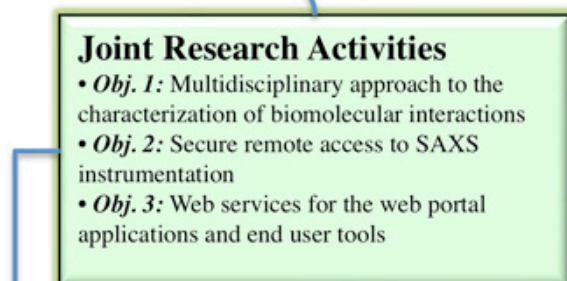 Joint Research Activities
• Obj. 1: Multidisciplinary approach to the
characterization of biomolecular interactions
• Obj. 2: Secure remote access to SAXS
instrumentation
• Obj. 3: Web services for the web portal
applications and end user tools